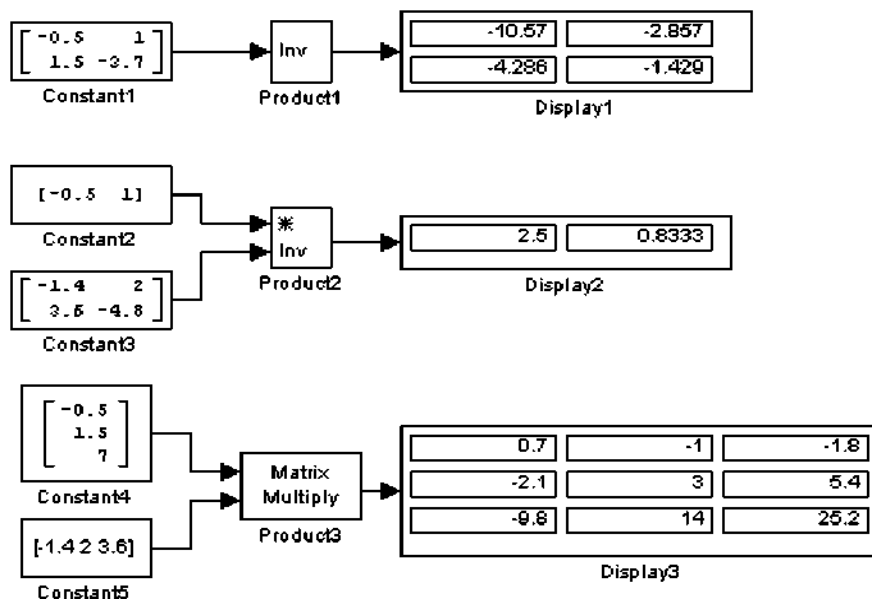 -0.5 1
1.5 -3.7
Constant1
Inv
Product1
-10.57 -2.857
-4.286 -1.429
Display1
[-0.5 1]
Constant2
-1.4 2
3.6 -4.8
Constant3
*
Inv
Product2
2.5 0.8333
Display2
-0.5
1.5
7
Constant4
[-1.4 2 3.6]
Constant5
Matrix
Multiply
Product3
0.7 -1 -1.8
-2.1 3 5.4
-9.8 14 25.2
Display3